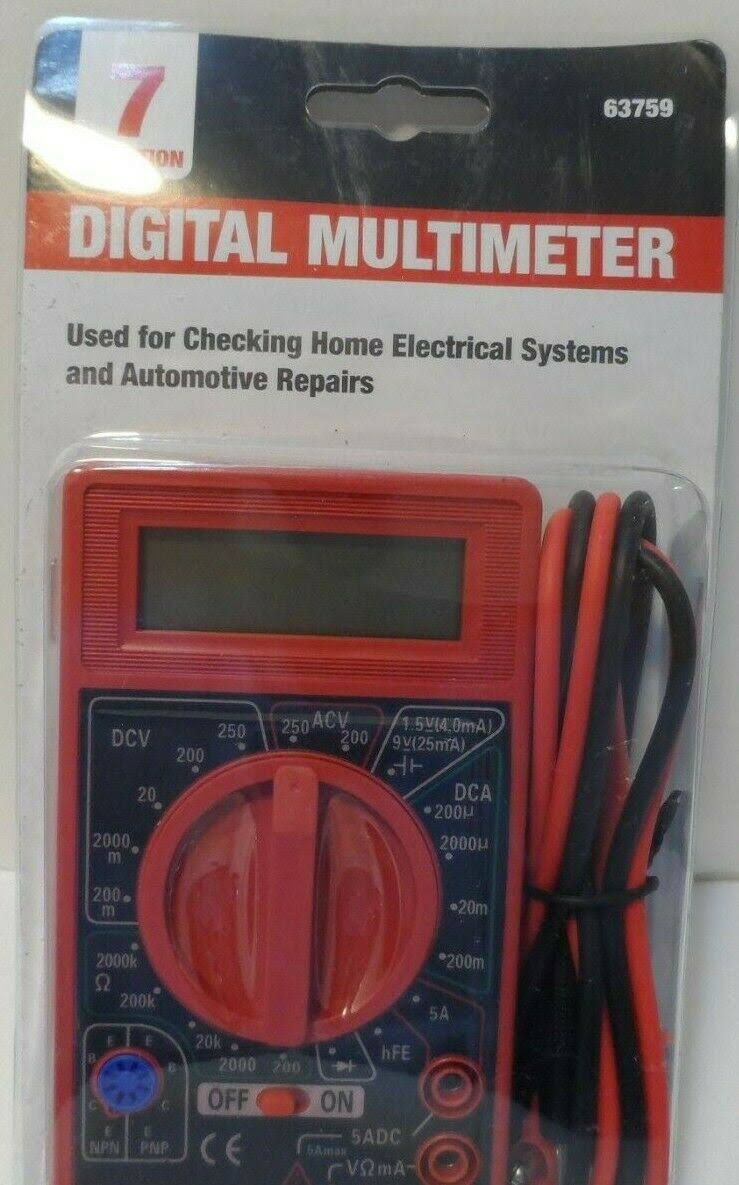 7
63759
DIGITAL MULTIMETER
Used for Checking Home Electrical Systems
and Automotive Repairs
DCV
250
200
20
2000
m
200
m
ACV
250
200
1.5V(4.0mA)
9V(25mA)
DCA
200μ
2000μ
20m
200m
5A
hFE
2000k
Ω
200k
20k
2000
200
E E
B B
C C
E E
NPN PNP
OFF ON
CE
5ADC
5Amax
VΩmA